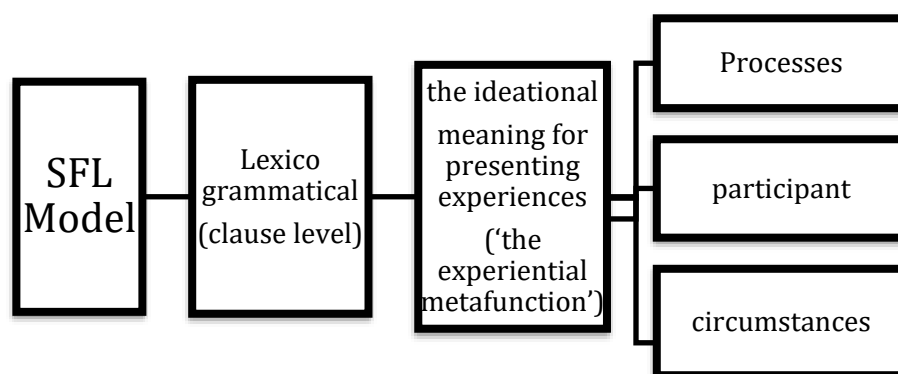 SFL
Model
Lexico
grammatical
(clause level)
the ideational
meaning for
presenting
experiences
(‘the
experiential
metafunction’)
Processes
participant
circumstances